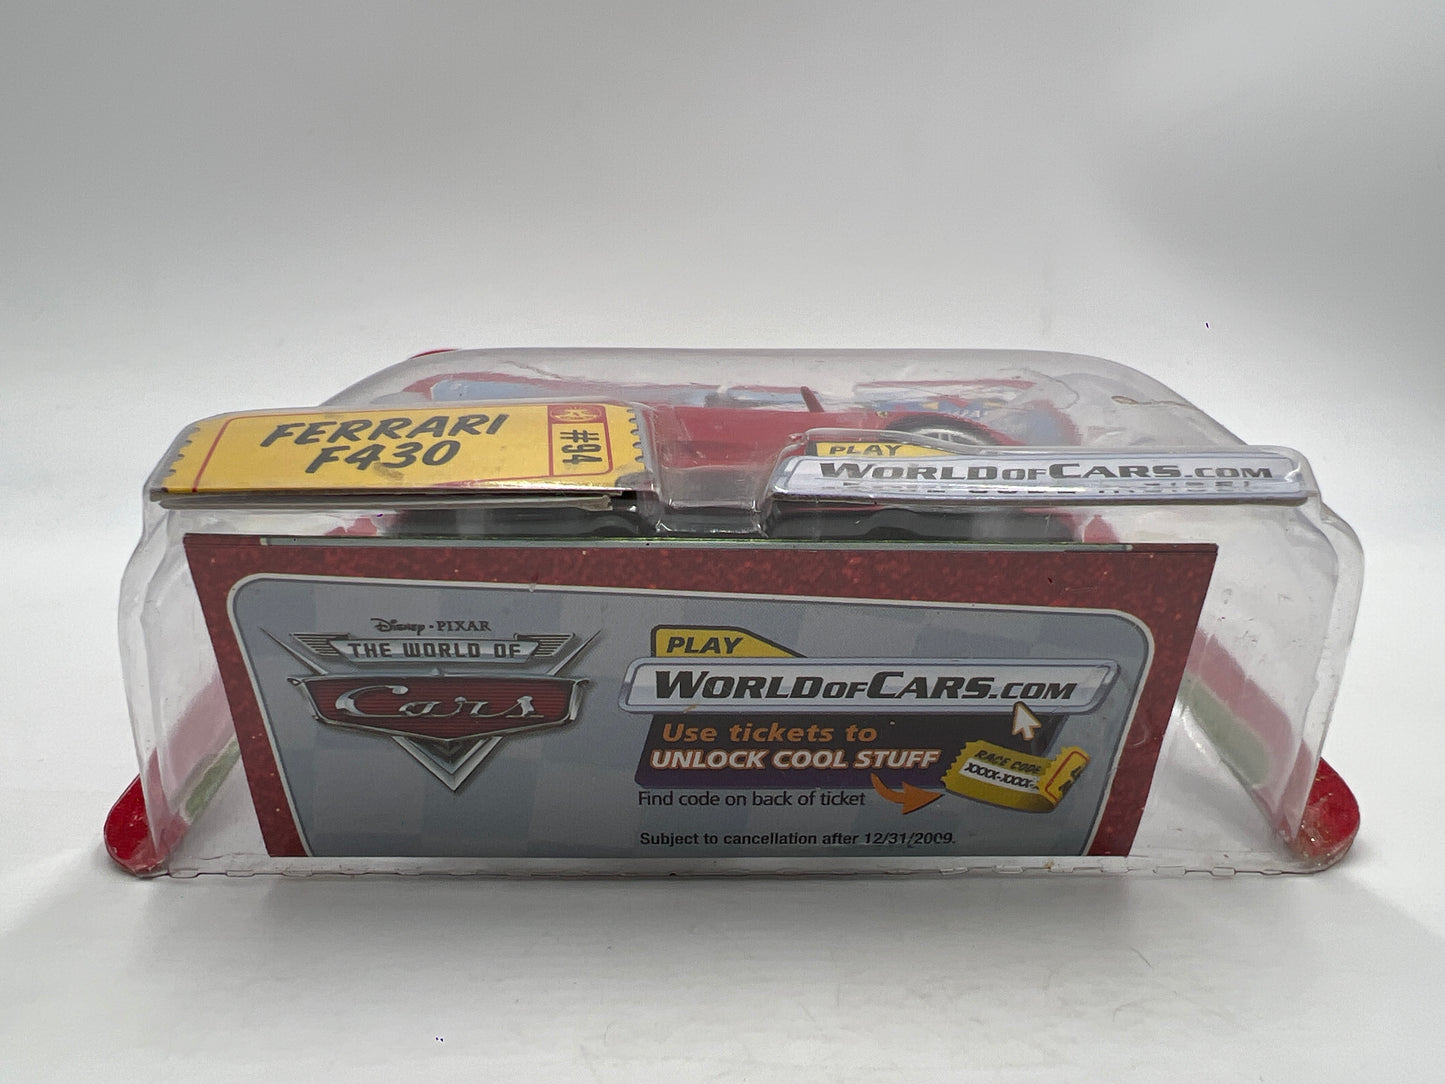 FERRARI
F430
#94
PLAY
WORLDOFCARS.COM
DISNEY · PIXAR
THE WORLD OF
Cars
PLAY
WORLDOFCARS.COM
Use tickets to
UNLOCK COOL STUFF
RACE CODE
XXXX-XXXX-
Find code on back of ticket
Subject to cancellation after 12/31/2009.